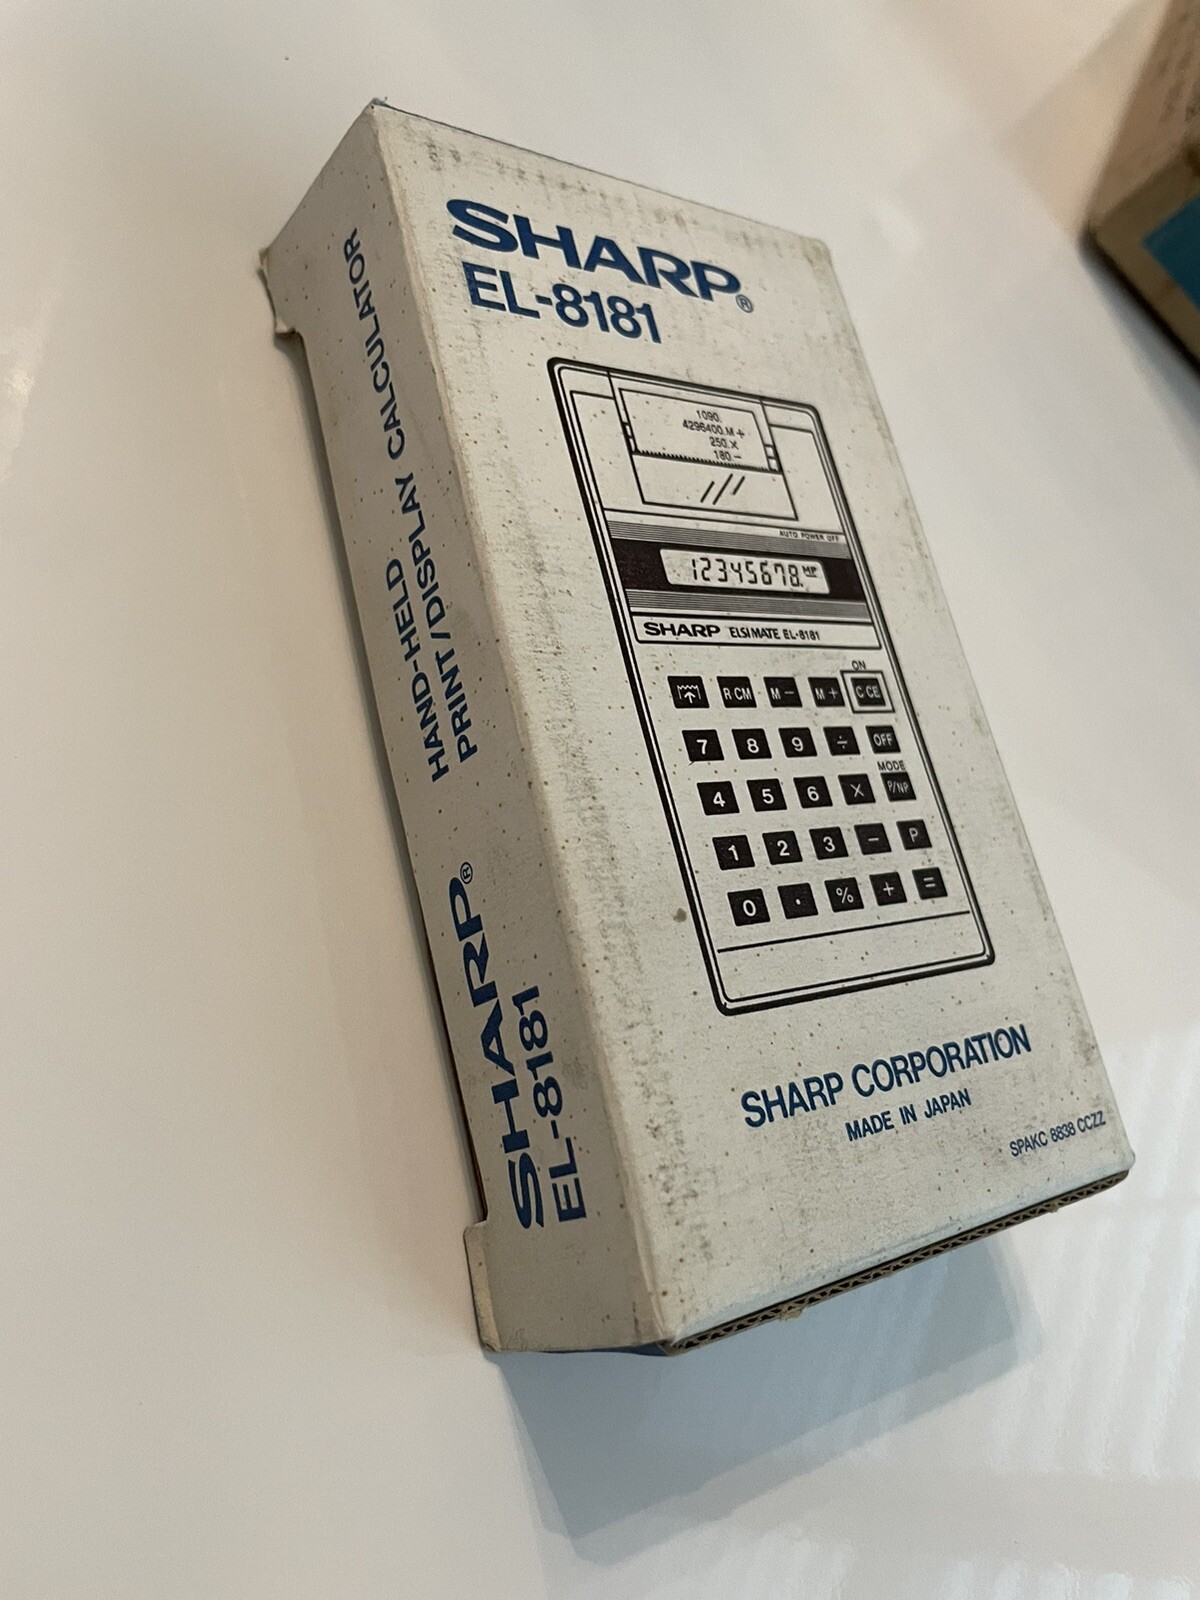 SHARP®
EL-8181
1090.
4296400.M+
250.×
180.−
AUTO POWER OFF
12345678. MP
SHARP ELSI MATE EL-8181
ON
R·CM M− M+ C·CE
7 8 9 ÷ OFF
MODE
4 5 6 × P/NP
1 2 3 − P
0 · % + =
SHARP CORPORATION
MADE IN JAPAN
SPAKC 8838 CCZZ
SHARP®
EL-8181
HAND-HELD
PRINT/DISPLAY CALCULATOR